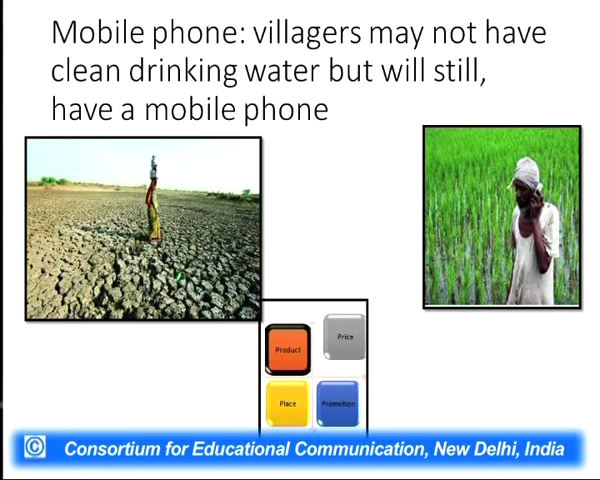 Mobile phone: villagers may not have
clean drinking water but will still,
have a mobile phone
Product
Price
Place
Promotion
© Consortium for Educational Communication, New Delhi, India